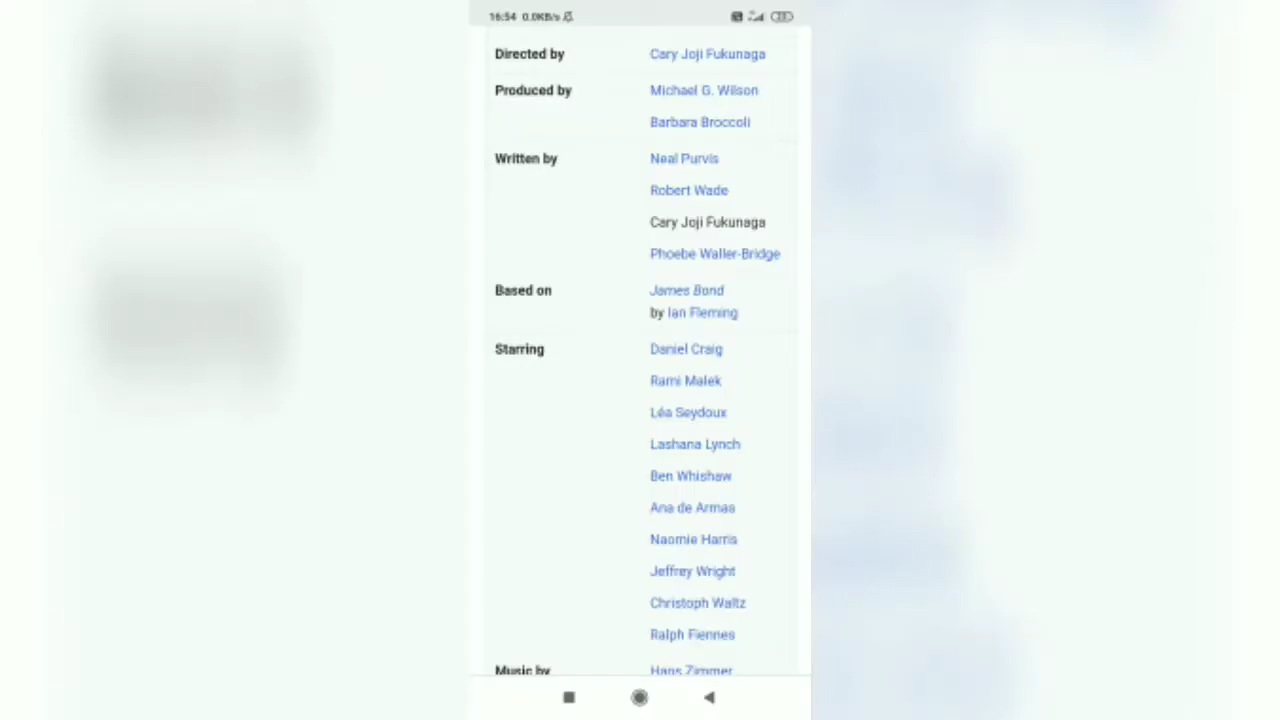 16:54 0.0KB/s
Directed by Cary Joji Fukunaga
Produced by Michael G. Wilson
Barbara Broccoli
Written by Neal Purvis
Robert Wade
Cary Joji Fukunaga
Phoebe Waller-Bridge
Based on James Bond
by Ian Fleming
Starring Daniel Craig
Rami Malek
Léa Seydoux
Lashana Lynch
Ben Whishaw
Ana de Armas
Naomie Harris
Jeffrey Wright
Christoph Waltz
Ralph Fiennes
Music by Hans Zimmer